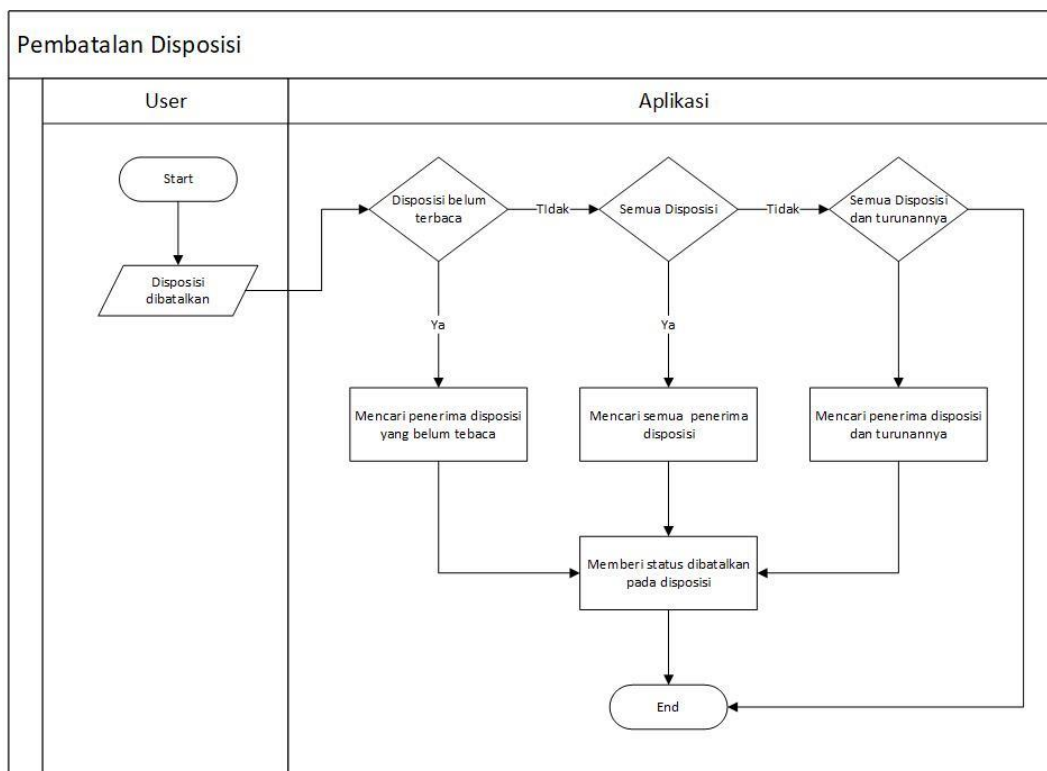 Pembatalan Disposisi
User
Aplikasi
Start
Disposisi
dibatalkan
Disposisi belum
terbaca
TIdak
Semua Disposisi
Tidak
Semua Disposisi
dan turunannya
Ya
Ya
Mencari penerima disposisi
yang belum tebaca
Mencari semua penerima
disposisi
Mencari penerima disposisi
dan turunannya
Memberi status dibatalkan
pada disposisi
End